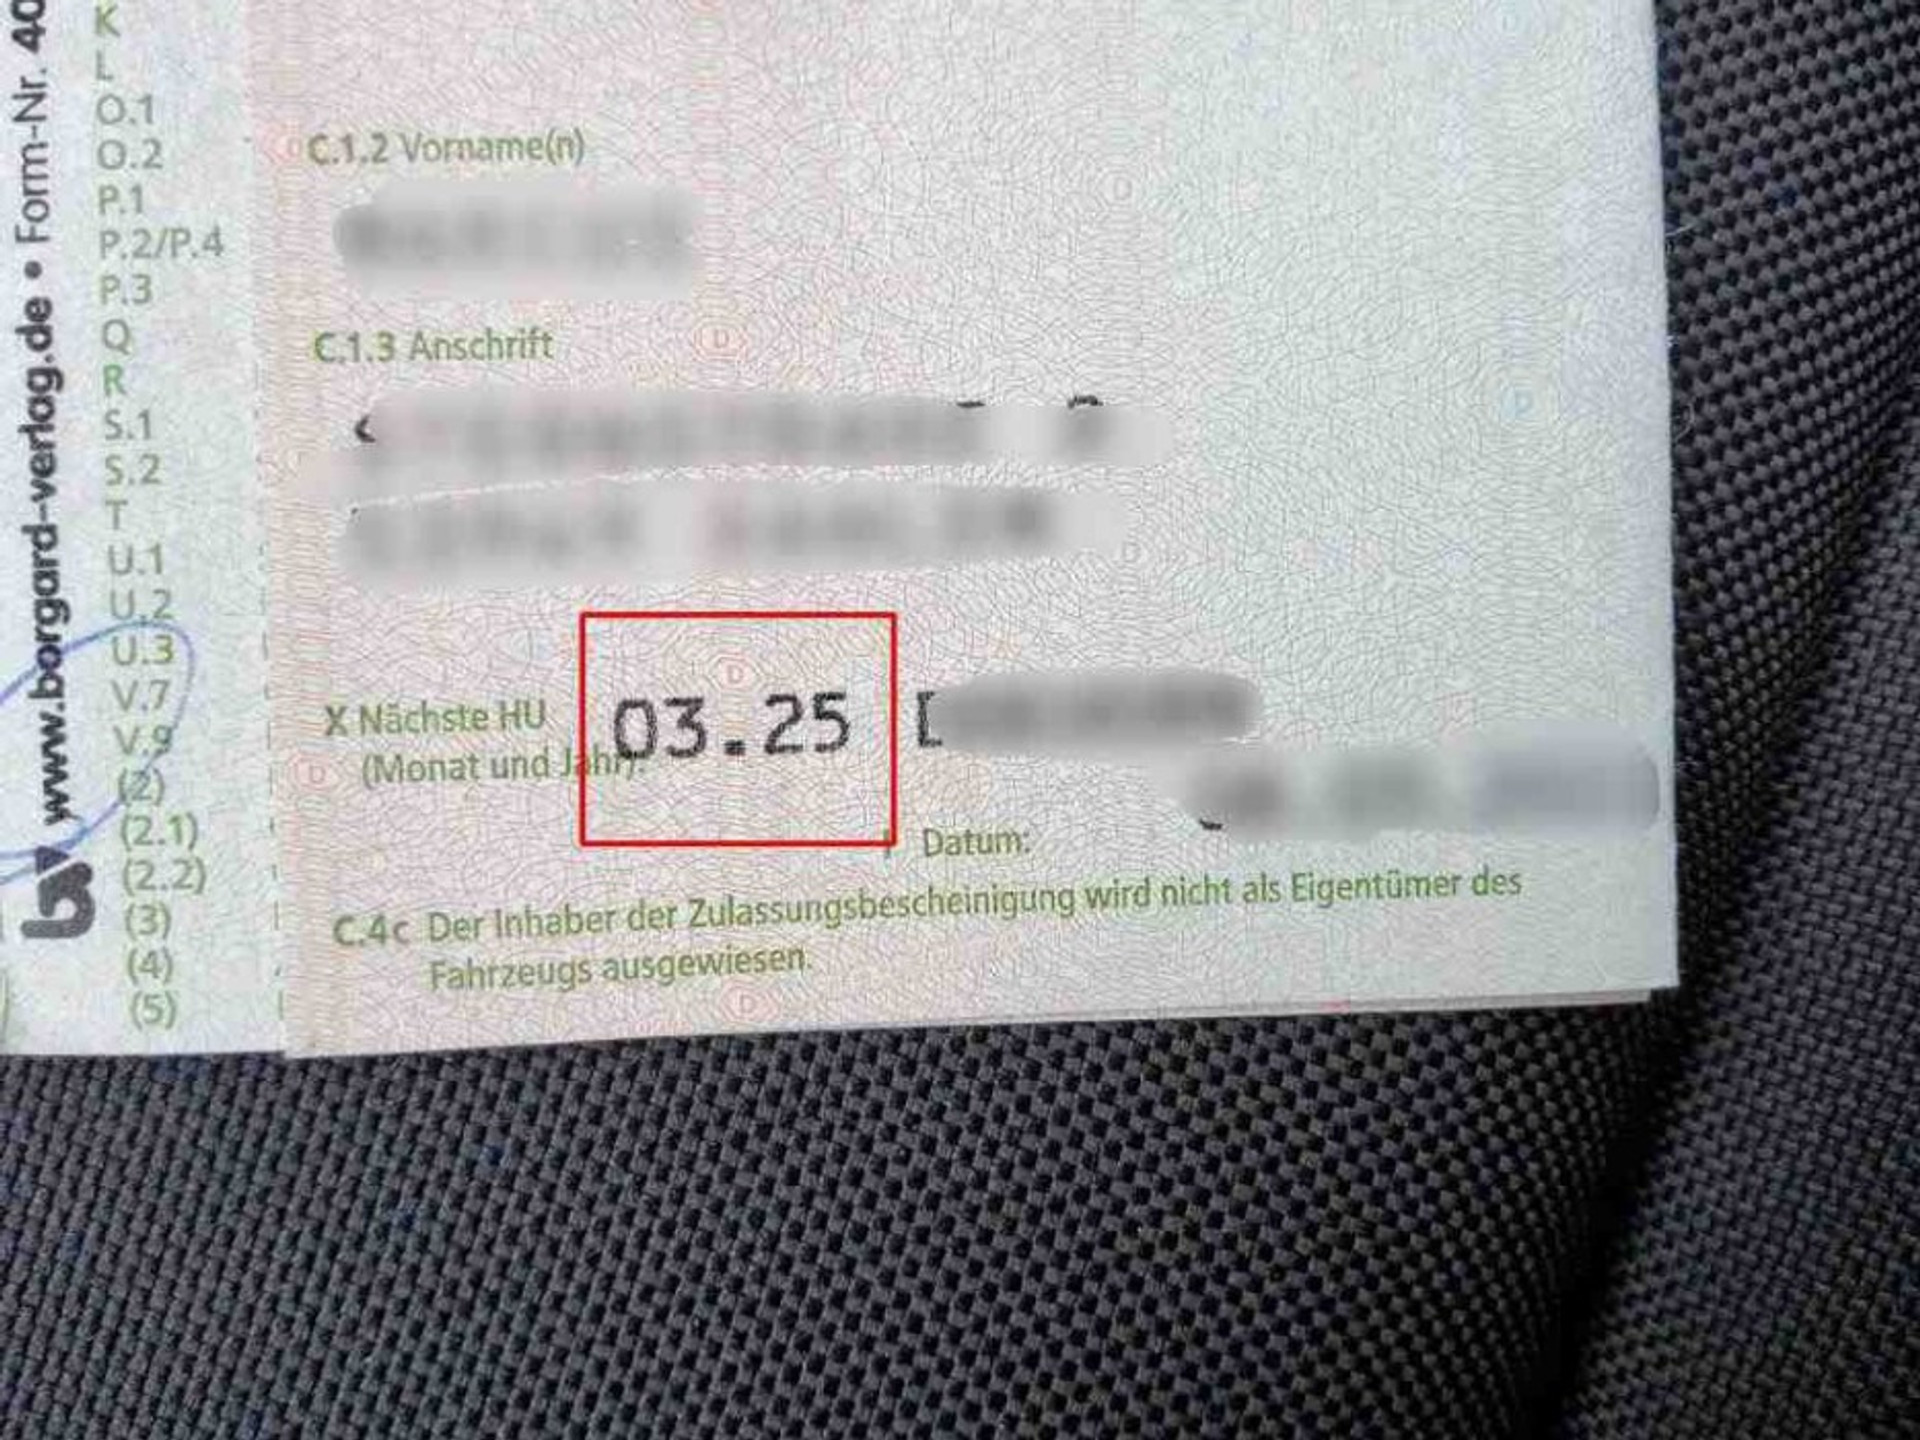 www.borgard-verlag.de • Form-Nr. 40
bv
K
L
O.1
O.2
P.1
P.2/P.4
P.3
Q
R
S.1
S.2
T
U.1
U.2
U.3
V.7
V.9
(2)
(2.1)
(2.2)
(3)
(4)
(5)
C.1.2 Vorname(n)
C.1.3 Anschrift
X Nächste HU 03.25
(Monat und Jahr):
Datum:
C.4c Der Inhaber der Zulassungsbescheinigung wird nicht als Eigentümer des
Fahrzeugs ausgewiesen.